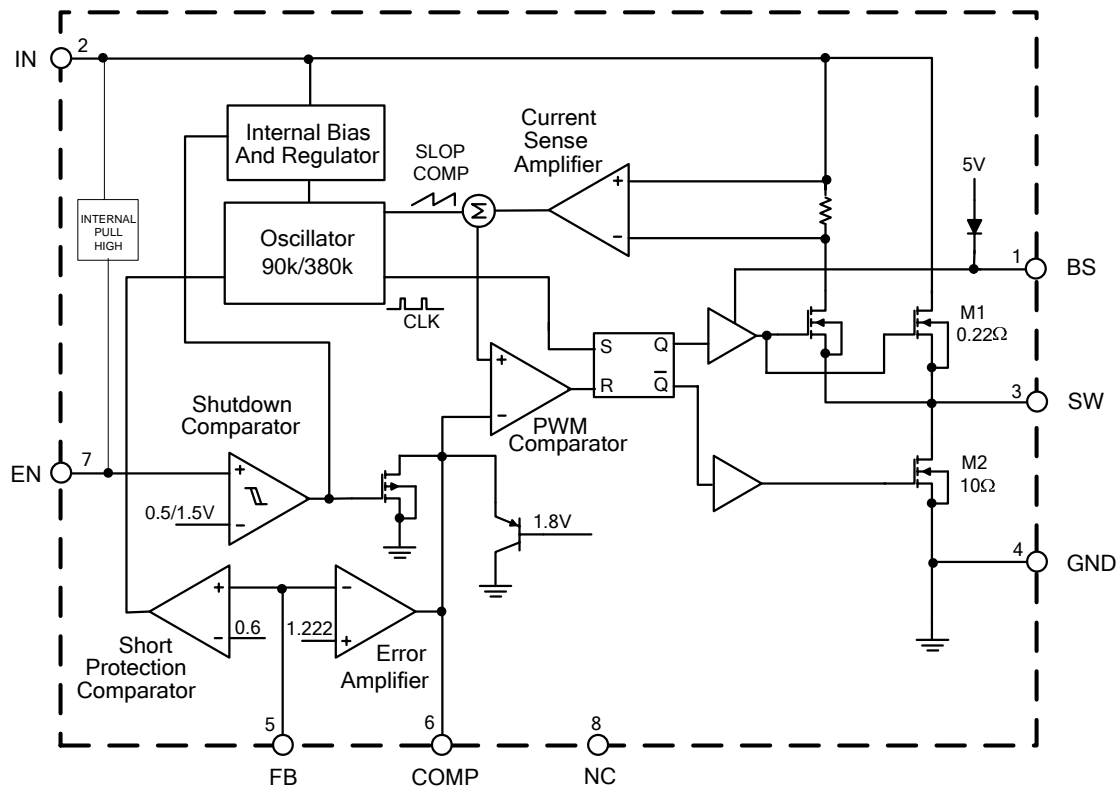 IN
2
Internal Bias
And Regulator
SLOP
COMP
Current
Sense
Amplifier
+
−
Σ
5V
INTERNAL
PULL
HIGH
Oscillator
90k/380k
CLK
1
BS
M1
0.22Ω
S
Q
R
Q
+
−
PWM
Comparator
3
SW
Shutdown
Comparator
EN
7
+
−
0.5/1.5V
M2
10Ω
1.8V
4
GND
+
−
0.6
−
+
1.222
Short
Protection
Comparator
Error
Amplifier
5
FB
6
COMP
8
NC